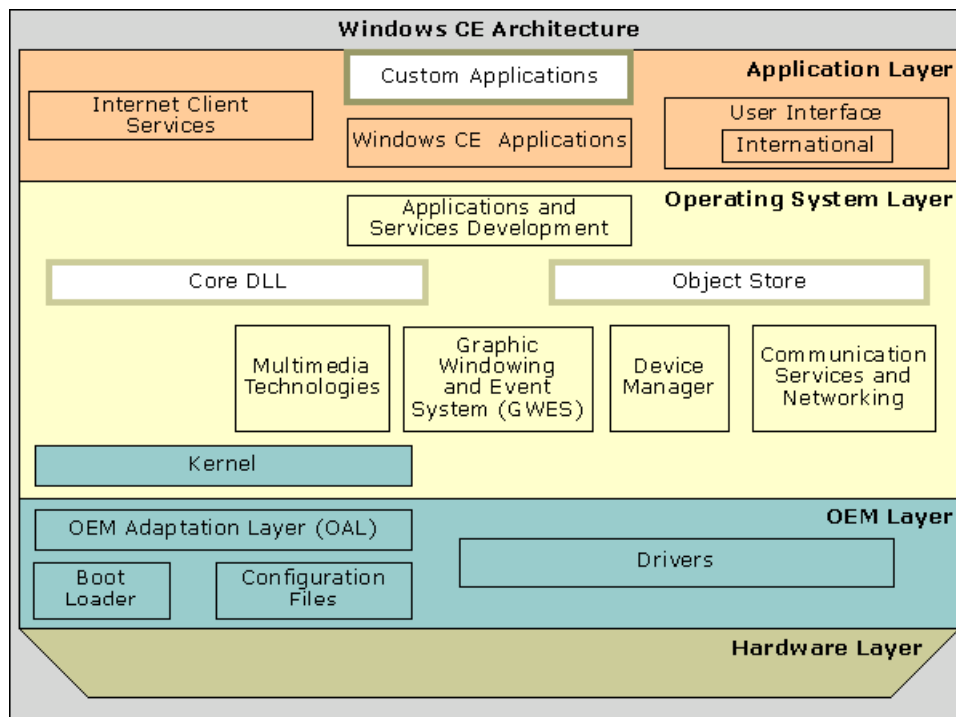 Windows CE Architecture
Application Layer
Custom Applications
Internet Client
Services
Windows CE Applications
User Interface
International
Operating System Layer
Applications and
Services Development
Core DLL
Object Store
Multimedia
Technologies
Graphic
Windowing
and Event
System (GWES)
Device
Manager
Communication
Services and
Networking
Kernel
OEM Layer
OEM Adaptation Layer (OAL)
Drivers
Boot
Loader
Configuration
Files
Hardware Layer